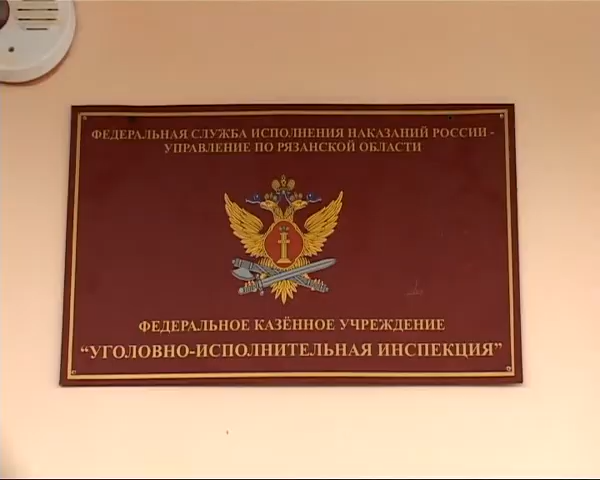 ФЕДЕРАЛЬНАЯ СЛУЖБА ИСПОЛНЕНИЯ НАКАЗАНИЙ РОССИИ -
УПРАВЛЕНИЕ ПО РЯЗАНСКОЙ ОБЛАСТИ
ФЕДЕРАЛЬНОЕ КАЗЁННОЕ УЧРЕЖДЕНИЕ
“УГОЛОВНО-ИСПОЛНИТЕЛЬНАЯ ИНСПЕКЦИЯ”